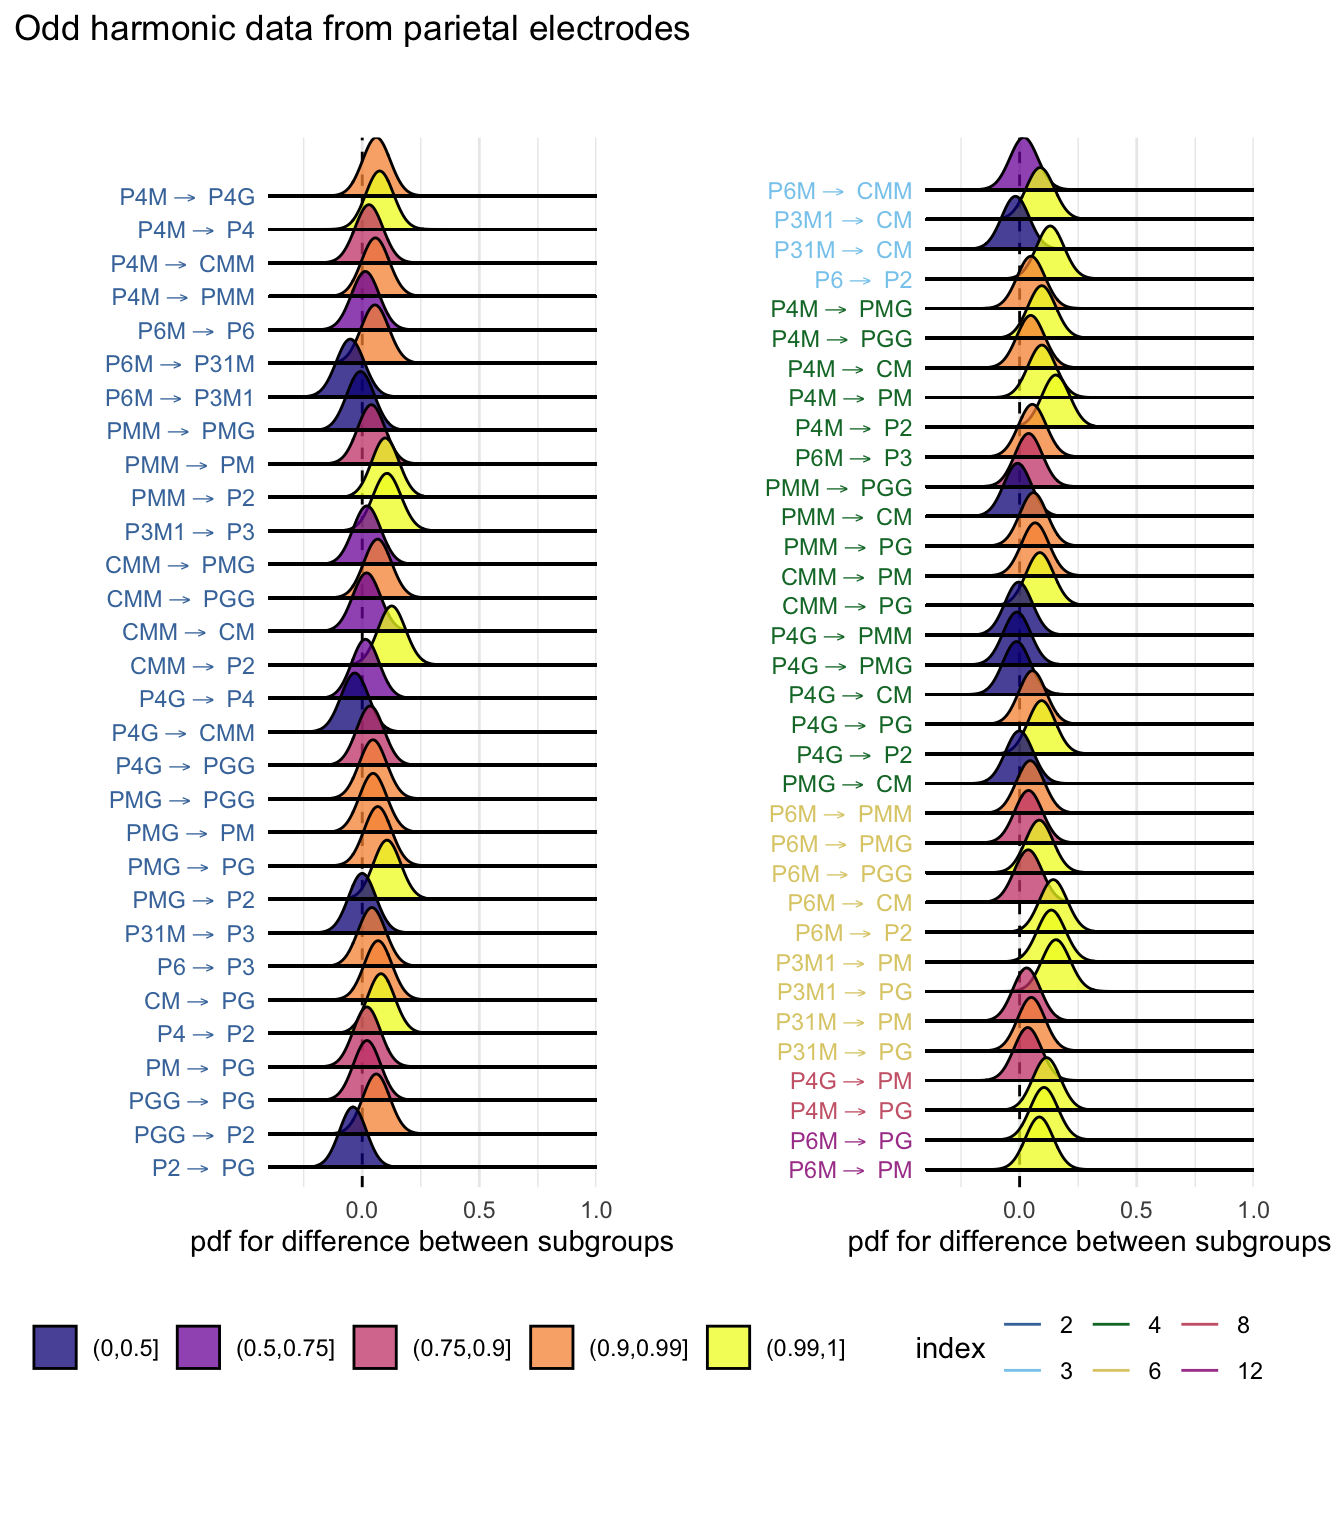 Odd harmonic data from parietal electrodes
P4M → P4G
P4M → P4
P4M → CMM
P4M → PMM
P6M → P6
P6M → P31M
P6M → P3M1
PMM → PMG
PMM → PM
PMM → P2
P3M1 → P3
CMM → PMG
CMM → PGG
CMM → CM
CMM → P2
P4G → P4
P4G → CMM
P4G → PGG
PMG → PGG
PMG → PM
PMG → PG
PMG → P2
P31M → P3
P6 → P3
CM → PG
P4 → P2
PM → PG
PGG → PG
PGG → P2
P2 → PG
0.0 0.5 1.0
pdf for difference between subgroups
P6M → CMM
P3M1 → CM
P31M → CM
P6 → P2
P4M → PMG
P4M → PGG
P4M → CM
P4M → PM
P4M → P2
P6M → P3
PMM → PGG
PMM → CM
PMM → PG
CMM → PM
CMM → PG
P4G → PMM
P4G → PMG
P4G → CM
P4G → PG
P4G → P2
PMG → CM
P6M → PMM
P6M → PMG
P6M → PGG
P6M → CM
P6M → P2
P3M1 → PM
P3M1 → PG
P31M → PM
P31M → PG
P4G → PM
P4M → PG
P6M → PG
P6M → PM
0.0 0.5 1.0
pdf for difference between subgroups
(0,0.5] (0.5,0.75] (0.75,0.9] (0.9,0.99] (0.99,1]
index
2 4 8
3 6 12